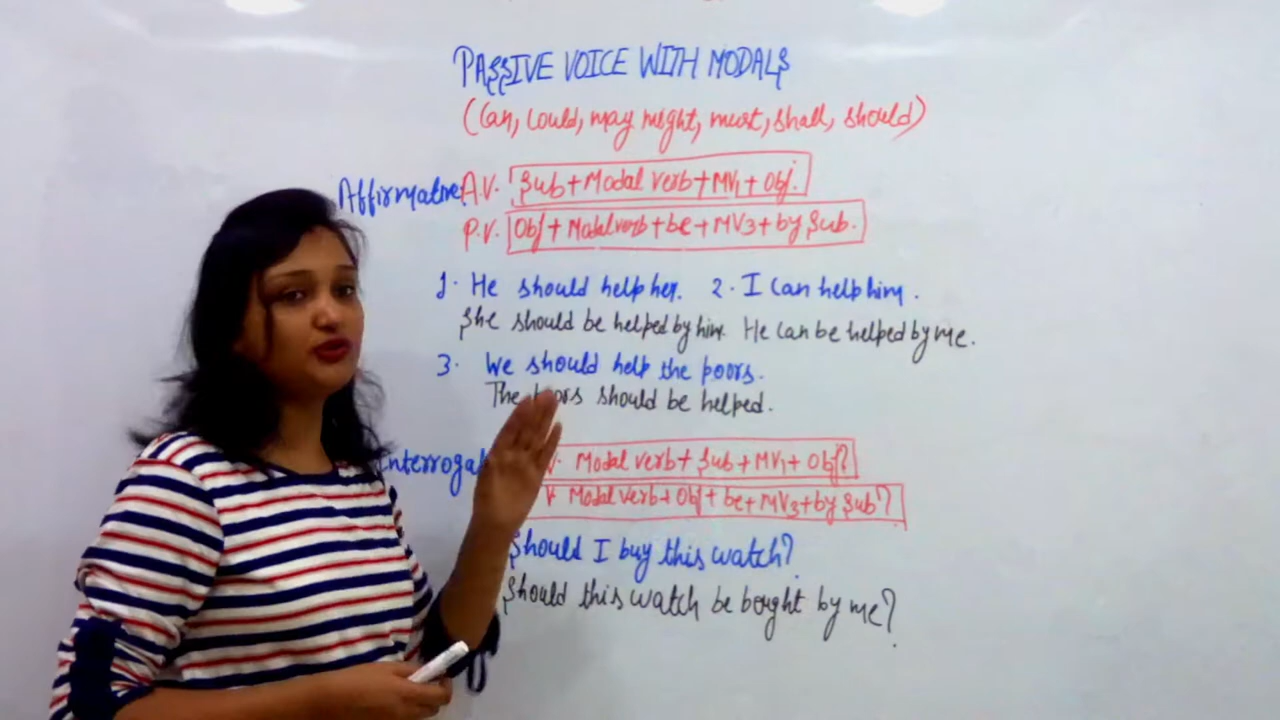 PASSIVE VOICE WITH MODALS
(Can, Could, may might, must, shall, should)
Affirmative A.V. Sub+Modal verb+MV1+Obj.
P.V. Obj+Modal verb+be+MV3+by Sub.
1. He should help her. 2. I can help him.
She should be helped by him. He can be helped by me.
3. We should help the poors.
The poors should be helped.
Modal verb+Sub+MV1+Obj?
Modal verb+Obj+be+MV3+by Sub?
Should I buy this watch?
Should this watch be boight by me?